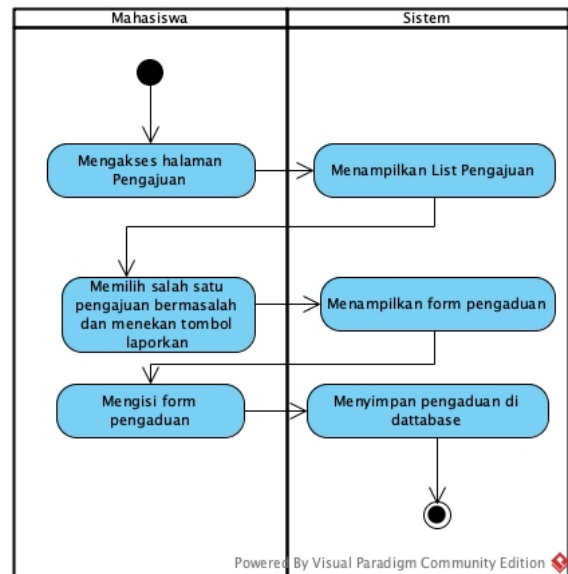 Mahasiswa
Sistem
Mengakses halaman
Pengajuan
Menampilkan List Pengajuan
Memilih salah satu
pengajuan bermasalah
dan menekan tombol
laporkan
Menampilkan form pengaduan
Mengisi form
pengaduan
Menyimpan pengaduan di
dattabase
Powered By Visual Paradigm Community Edition